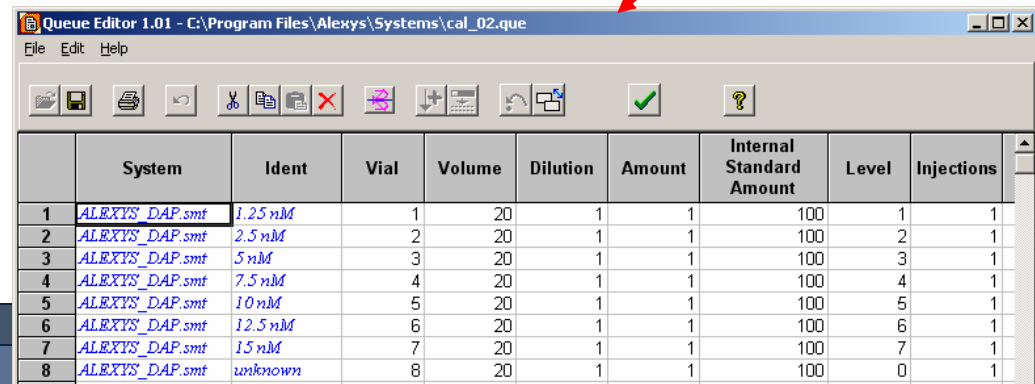 Queue Editor 1.01 - C:\Program Files\Alexys\Systems\cal_02.que
File Edit Help
System Ident Vial Volume Dilution Amount Internal Standard Amount Level Injections
1 ALEXYS_DAP.smt 1.25 nM 1 20 1 1 100 1 1
2 ALEXYS_DAP.smt 2.5 nM 2 20 1 1 100 2 1
3 ALEXYS_DAP.smt 5 nM 3 20 1 1 100 3 1
4 ALEXYS_DAP.smt 7.5 nM 4 20 1 1 100 4 1
5 ALEXYS_DAP.smt 10 nM 5 20 1 1 100 5 1
6 ALEXYS_DAP.smt 12.5 nM 6 20 1 1 100 6 1
7 ALEXYS_DAP.smt 15 nM 7 20 1 1 100 7 1
8 ALEXYS_DAP.smt unknown 8 20 1 1 100 0 1